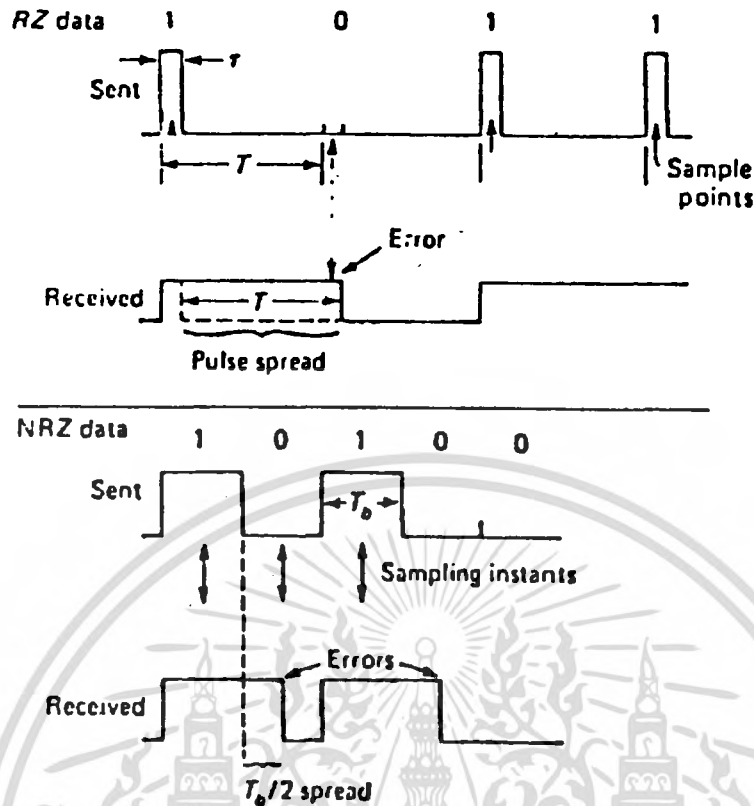 RZ data 1 0 1 1
τ
Sent
T
Sample
points
Error
Received
T
Pulse spread
NRZ data 1 0 1 0 0
Sent
T_b
Sampling instants
Errors
Received
T_b/2 spread